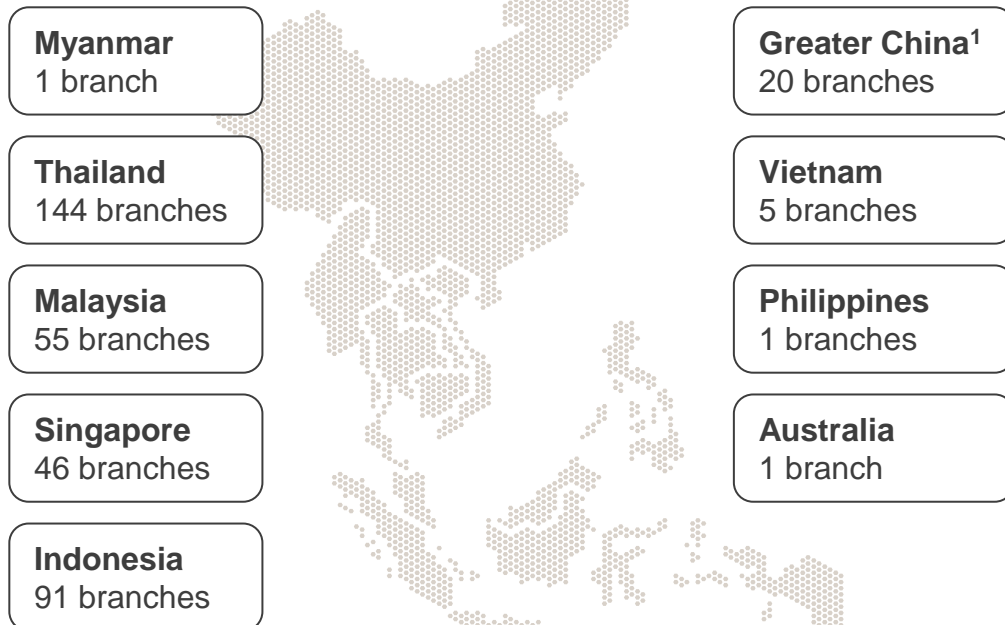 Myanmar
1 branch
Thailand
144 branches
Malaysia
55 branches
Singapore
46 branches
Indonesia
91 branches
Greater China¹
20 branches
Vietnam
5 branches
Philippines
1 branches
Australia
1 branch